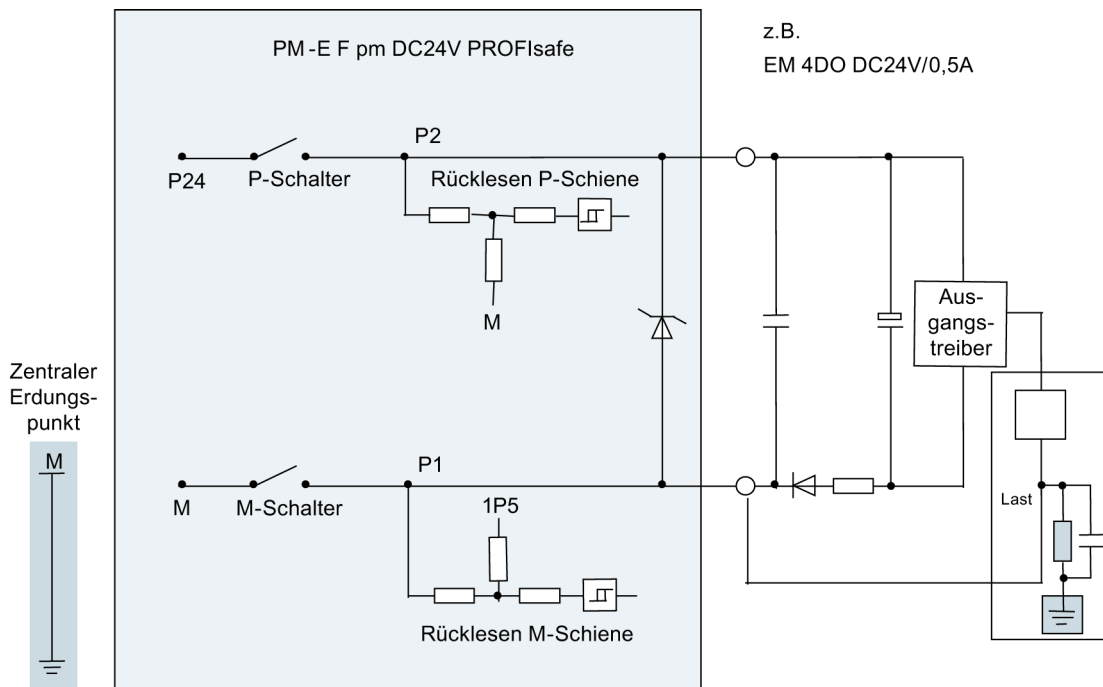 PM-E F pm DC24V PROFIsafe
z.B.
EM 4DO DC24V/0,5A
P2
P24
P-Schalter
Rücklesen P-Schiene
M
Aus-
gangs-
treiber
Zentraler
Erdungs-
punkt
M
P1
M
M-Schalter
1P5
Last
Rücklesen M-Schiene